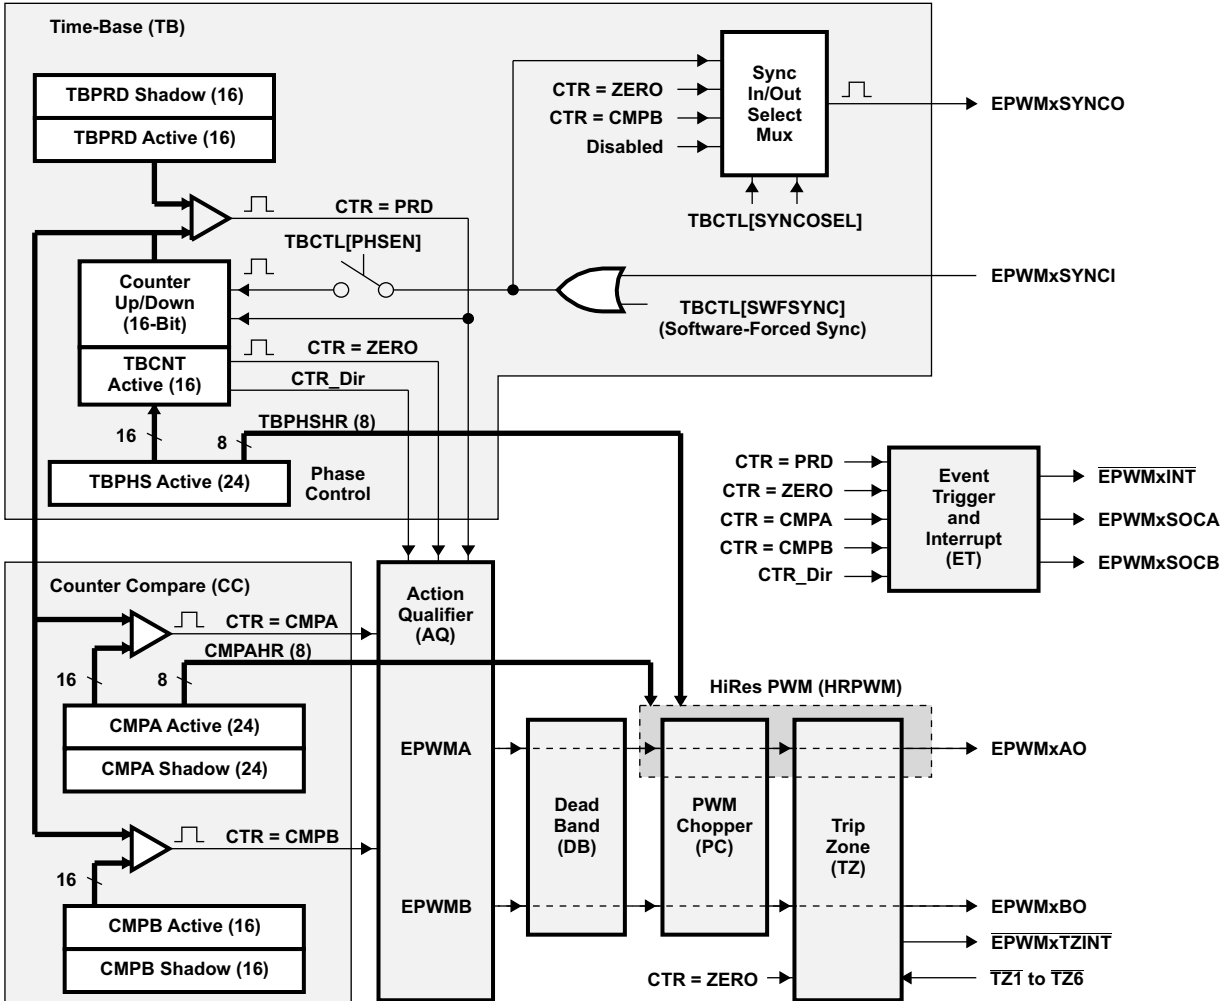 Time-Base (TB)
TBPRD Shadow (16)
TBPRD Active (16)
CTR = ZERO
CTR = CMPB
Disabled
Sync
In/Out
Select
Mux
EPWMxSYNCO
TBCTL[SYNCOSEL]
CTR = PRD
TBCTL[PHSEN]
Counter
Up/Down
(16-Bit)
EPWMxSYNCI
TBCTL[SWFSYNC]
(Software-Forced Sync)
TBCNT
Active (16)
CTR = ZERO
CTR_Dir
16
8
TBPHSHR (8)
TBPHS Active (24)
Phase
Control
CTR = PRD
CTR = ZERO
CTR = CMPA
CTR = CMPB
CTR_Dir
Event
Trigger
and
Interrupt
(ET)
EPWMxINT
EPWMxSOCA
EPWMxSOCB
Counter Compare (CC)
CTR = CMPA
CMPAHR (8)
16
8
CMPA Active (24)
CMPA Shadow (24)
CTR = CMPB
16
CMPB Active (16)
CMPB Shadow (16)
Action
Qualifier
(AQ)
EPWMA
EPWMB
HiRes PWM (HRPWM)
Dead
Band
(DB)
PWM
Chopper
(PC)
Trip
Zone
(TZ)
EPWMxAO
EPWMxBO
EPWMxTZINT
CTR = ZERO
TZ1 to TZ6